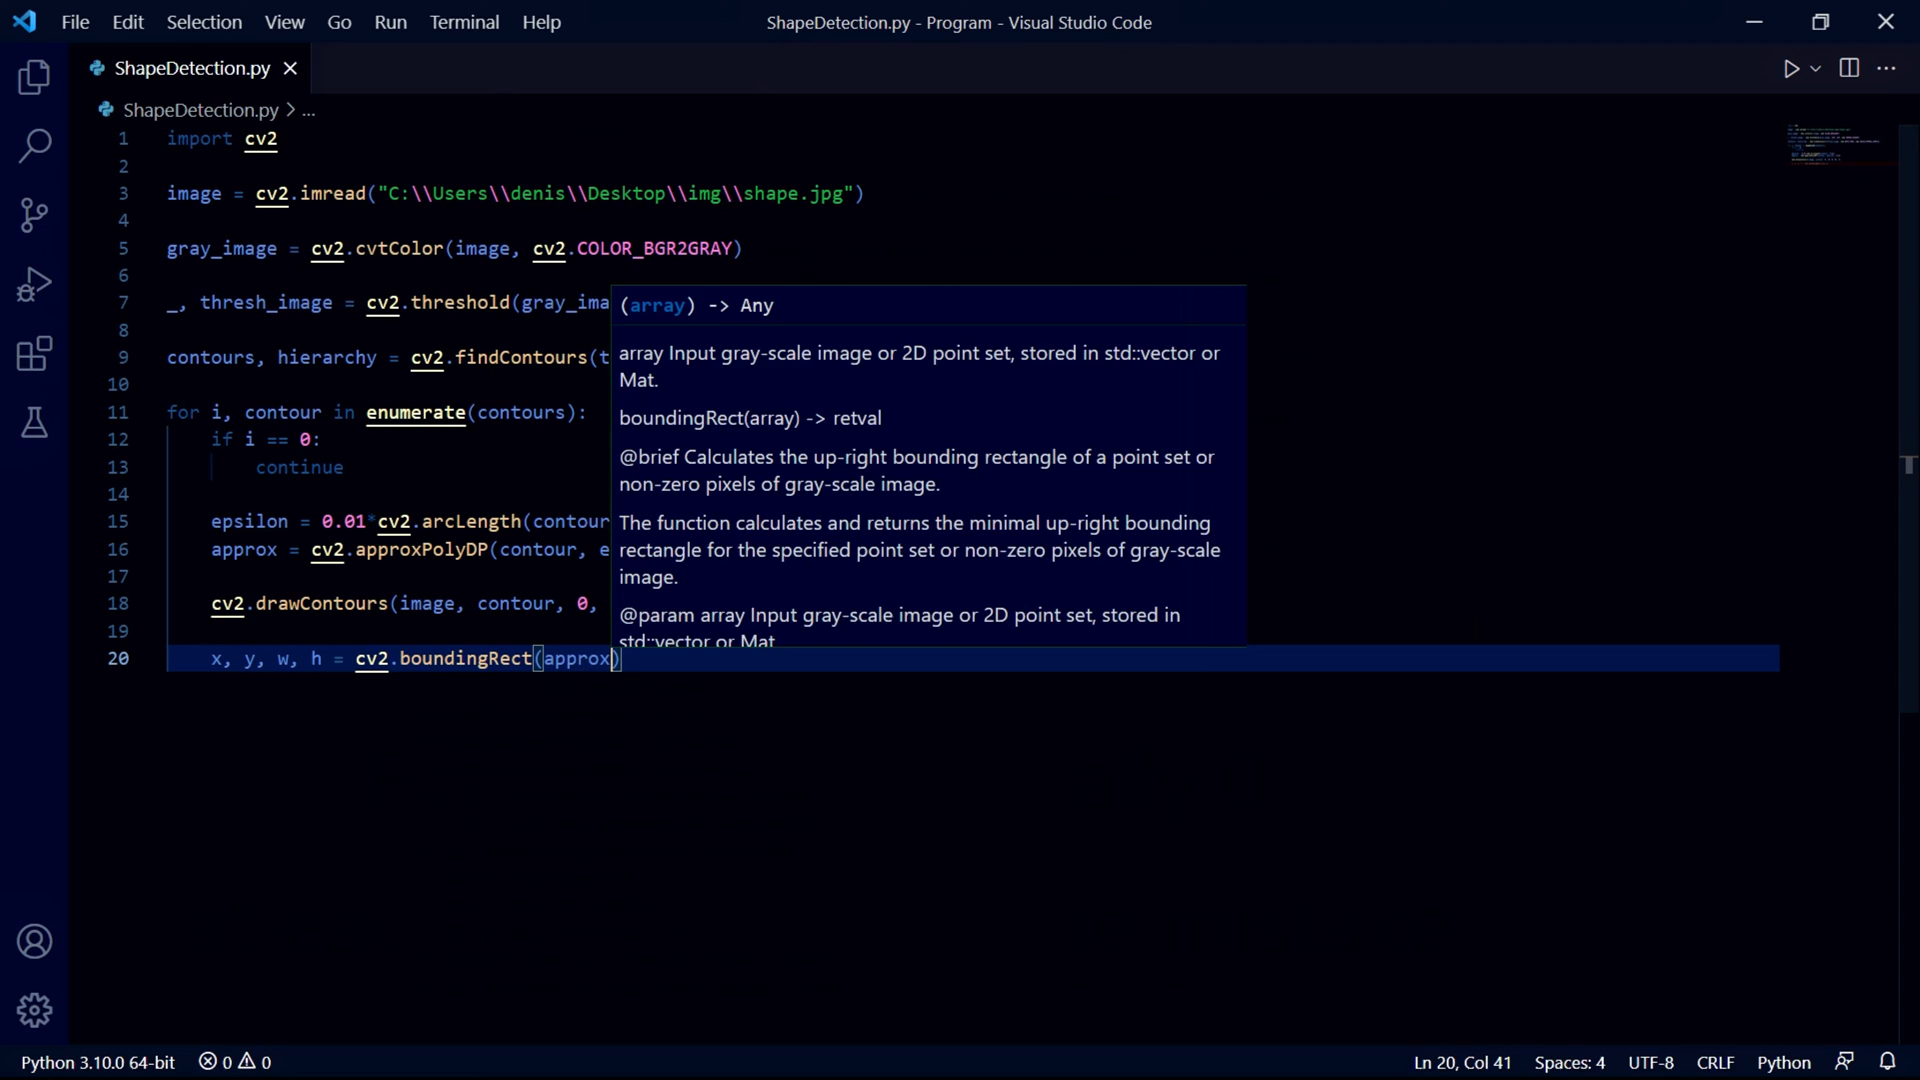 File Edit Selection View Go Run Terminal Help
ShapeDetection.py - Program - Visual Studio Code
ShapeDetection.py
ShapeDetection.py > ...
1 import cv2
2
3 image = cv2.imread("C:\\Users\\denis\\Desktop\\img\\shape.jpg")
4
5 gray_image = cv2.cvtColor(image, cv2.COLOR_BGR2GRAY)
6
7 _, thresh_image = cv2.threshold(gray_ima
8
9 contours, hierarchy = cv2.findContours(t
10
11 for i, contour in enumerate(contours):
12 if i == 0:
13 continue
14
15 epsilon = 0.01*cv2.arcLength(contour
16 approx = cv2.approxPolyDP(contour, e
17
18 cv2.drawContours(image, contour, 0,
19
20 x, y, w, h = cv2.boundingRect(approx)
(array) -> Any
array Input gray-scale image or 2D point set, stored in std::vector or
Mat.
boundingRect(array) -> retval
@brief Calculates the up-right bounding rectangle of a point set or
non-zero pixels of gray-scale image.
The function calculates and returns the minimal up-right bounding
rectangle for the specified point set or non-zero pixels of gray-scale
image.
@param array Input gray-scale image or 2D point set, stored in
std::vector or Mat
Python 3.10.0 64-bit 0 0
Ln 20, Col 41 Spaces: 4 UTF-8 CRLF Python